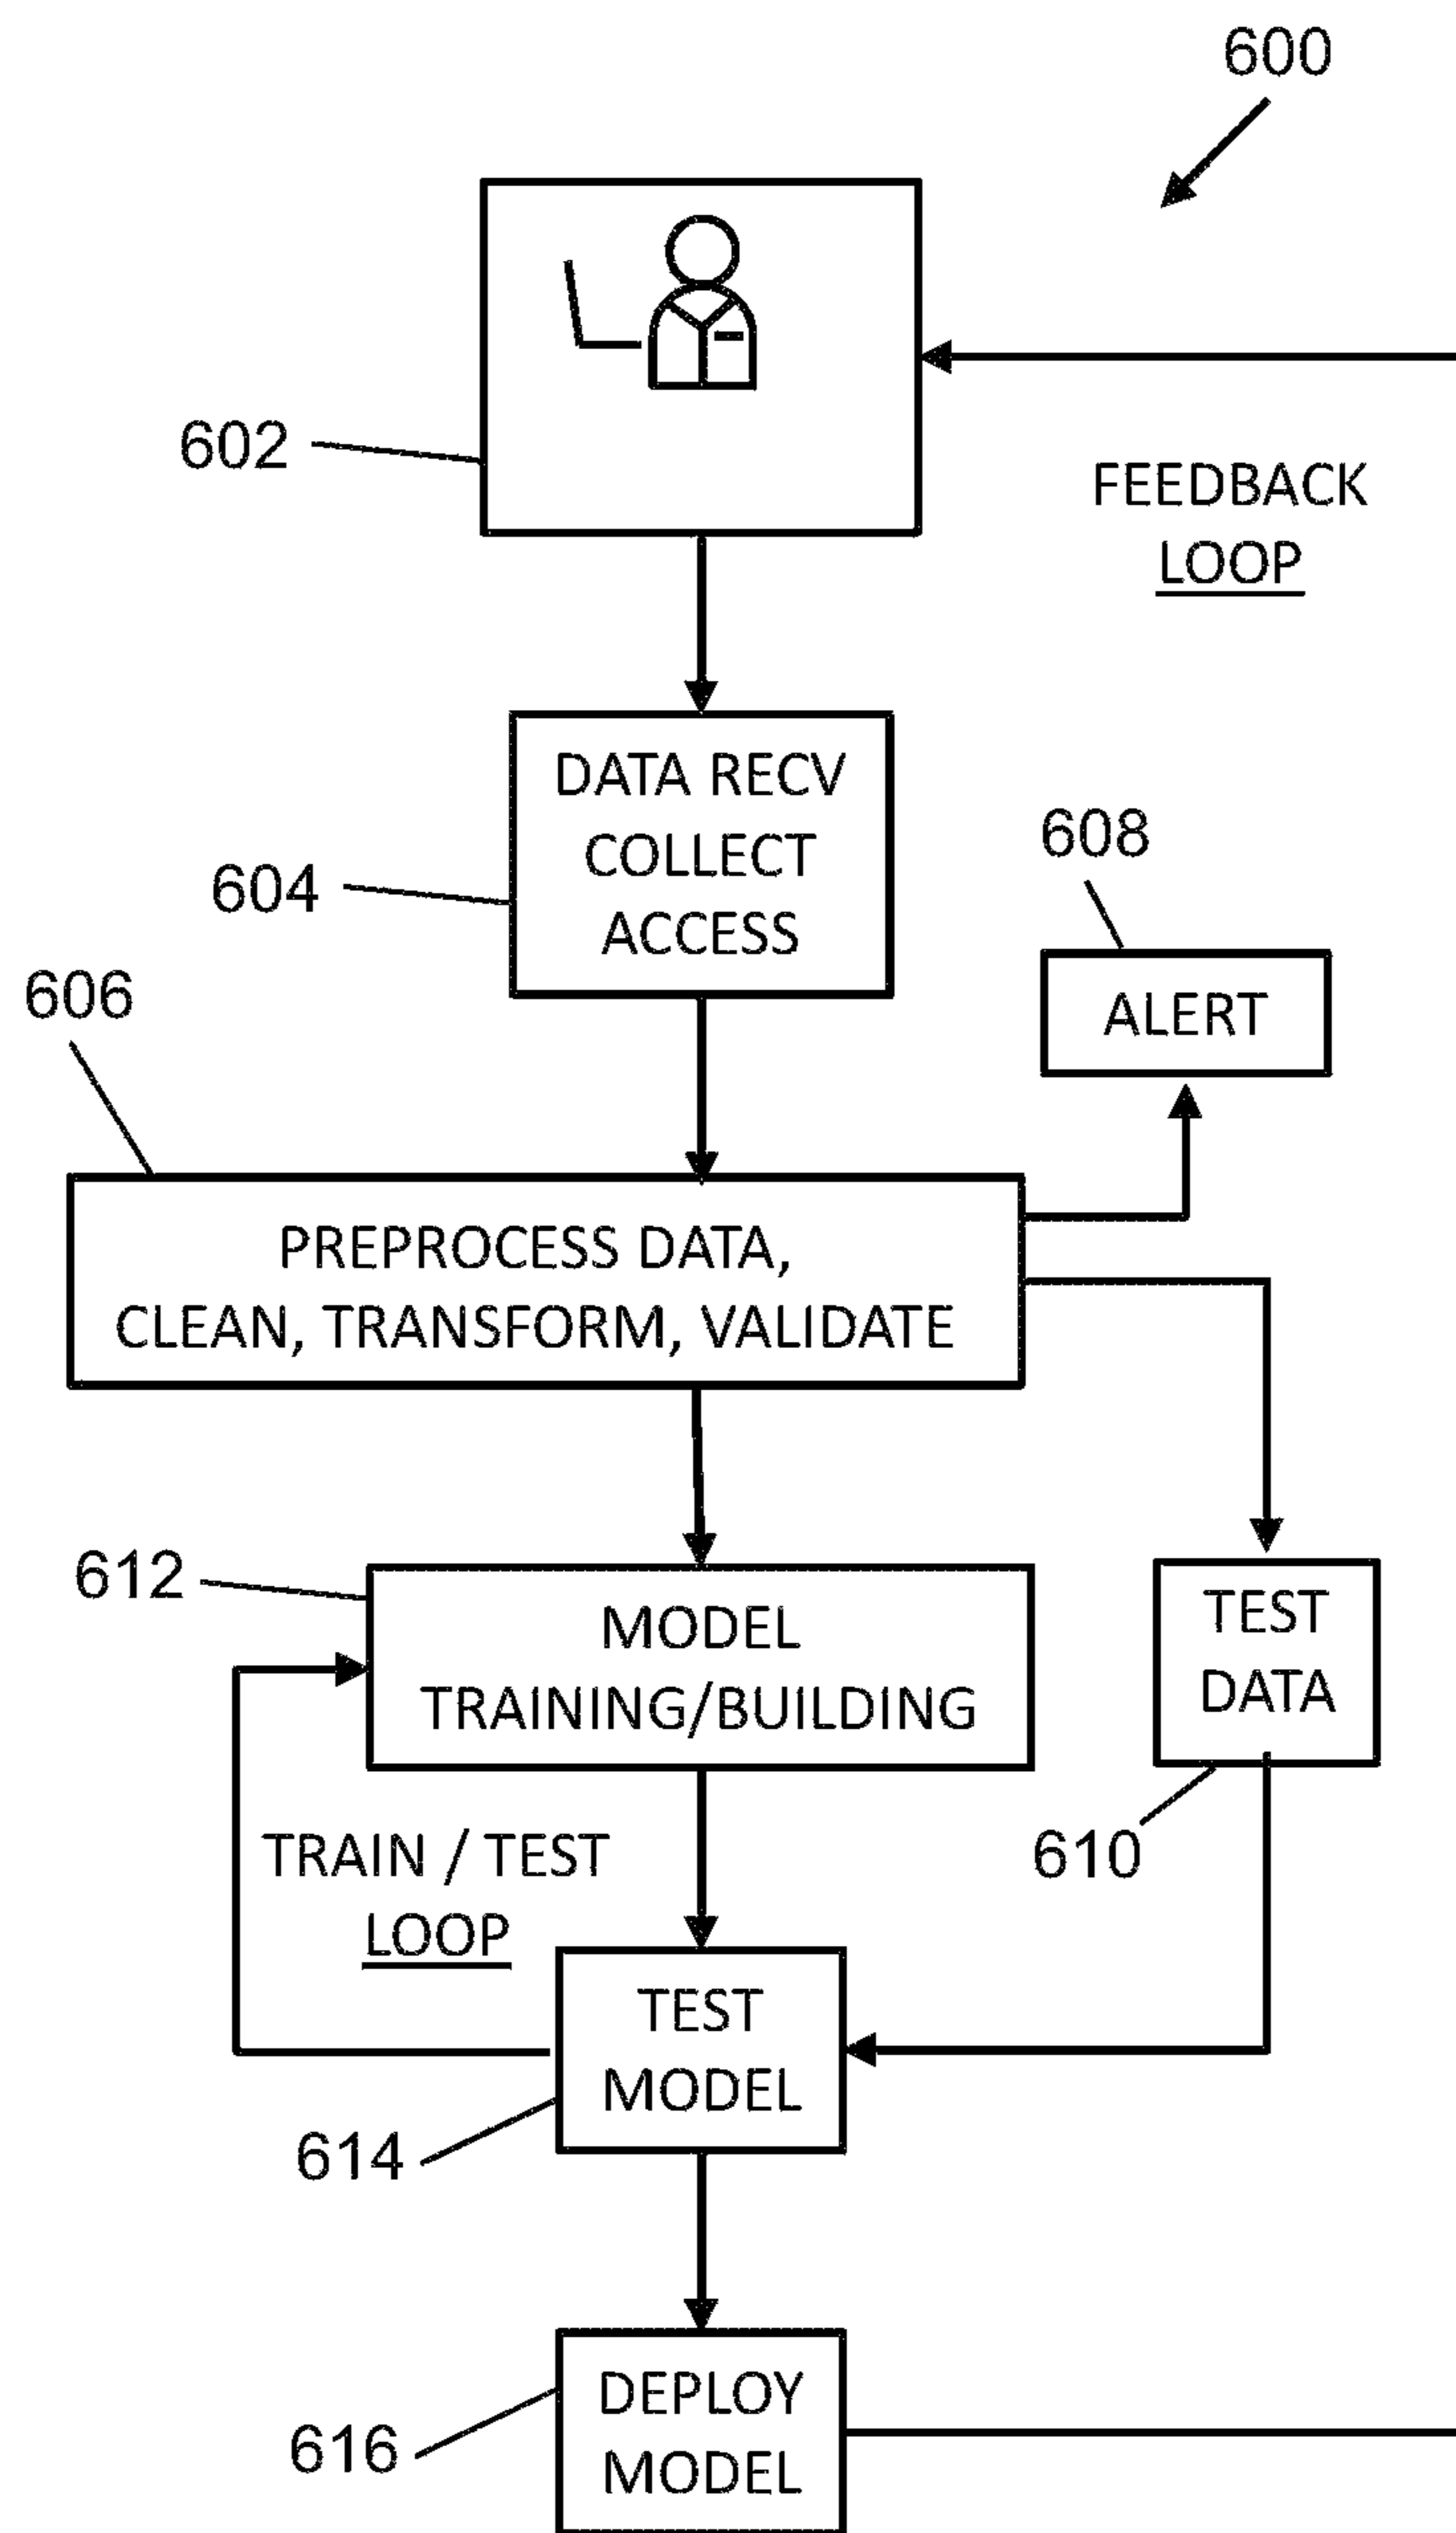 600
602
FEEDBACK
LOOP
DATA RECV
COLLECT
ACCESS
604
608
ALERT
606
PREPROCESS DATA,
CLEAN, TRANSFORM, VALIDATE
612
MODEL
TRAINING/BUILDING
TEST
DATA
610
TRAIN / TEST
LOOP
TEST
MODEL
614
DEPLOY
MODEL
616